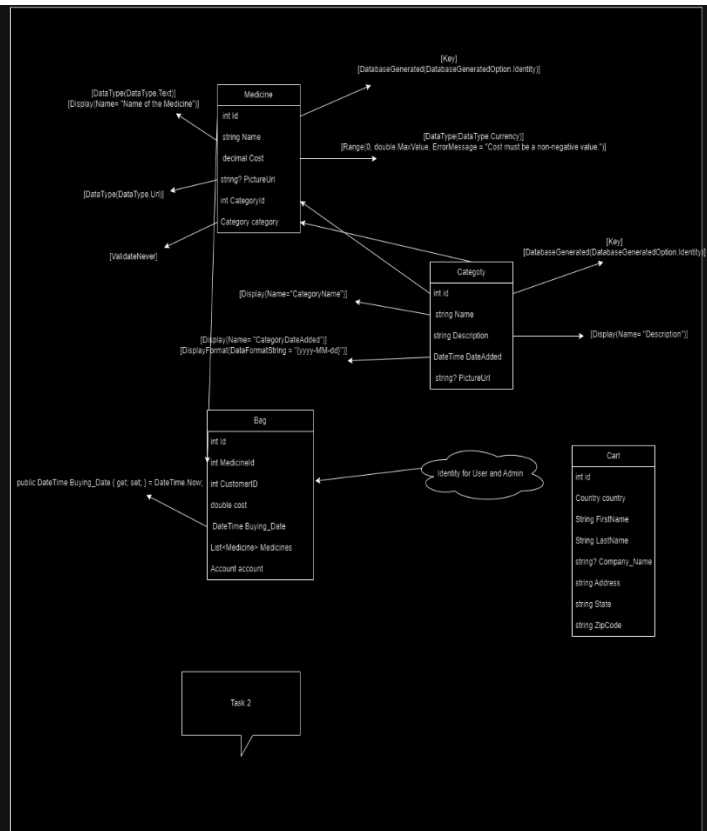 [Key]
[DatabaseGenerated(DatabaseGeneratedOption.Identity)]
[DataType(DataType.Text)]
[Display(Name= "Name of the Medicine")]
Medicine
int Id
string Name
decimal Cost
string? PictureUrl
int CategoryId
Category category
[DataType(DataType.Currency)]
[Range(0, double.MaxValue, ErrorMessage = "Cost must be a non-negative value.")]
[DataType(DataType.Url)]
[ValidateNever]
[Key]
[DatabaseGenerated(DatabaseGeneratedOption.Identity)]
Categoty
int id
string Name
string Description
DateTime DateAdded
string? PictureUrl
[Display(Name="CategoryName")]
[Display(Name= "Description")]
[Display(Name= "CategoryDateAdded")]
[DisplayFormat(DataFormatString = "{yyyy-MM-dd}")]
Bag
int Id
int MedicineId
int CustomerID
double cost
DateTime Buying_Date
List<Medicine> Medicines
Account account
public DateTime Buying_Date { get; set; } = DateTime.Now;
Identity for User and Admin
Cart
int id
Country country
String FirstName
String LastName
string? Company_Name
string Address
string State
string ZipCode
Task 2